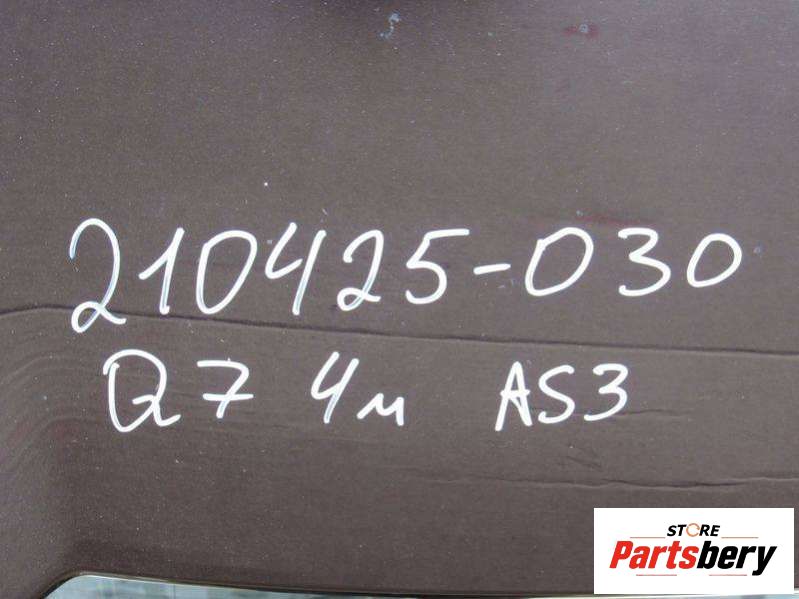 210425-030
Q7 4м AS3
STORE
Partsbery